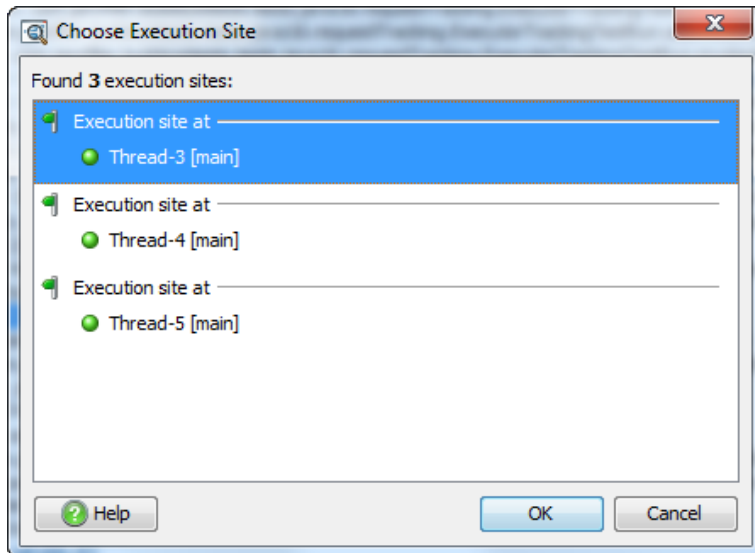 Choose Execution Site
Found 3 execution sites:
Execution site at
Thread-3 [main]
Execution site at
Thread-4 [main]
Execution site at
Thread-5 [main]
Help
OK
Cancel